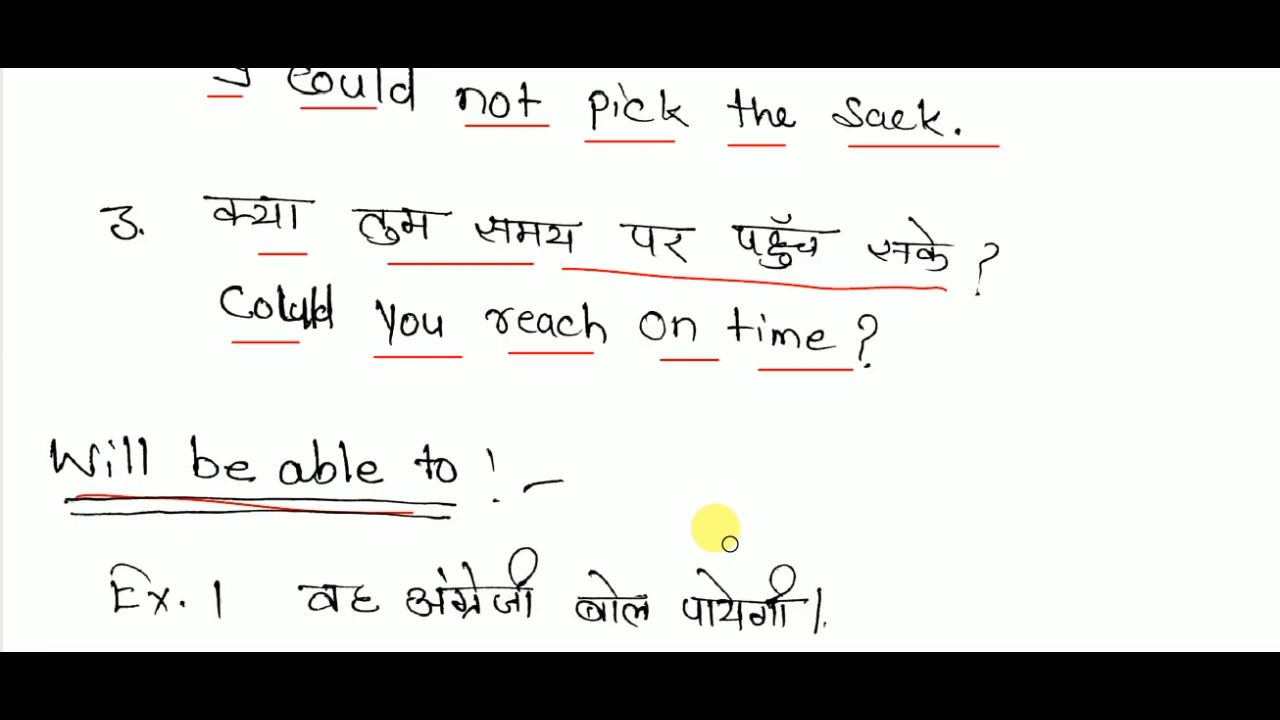 I could not pick the sack.
3. क्या तुम समय पर पहुँच सके?
Could you reach on time?
Will be able to :-
Ex. 1 वह अंग्रेजी बोल पायेगी।